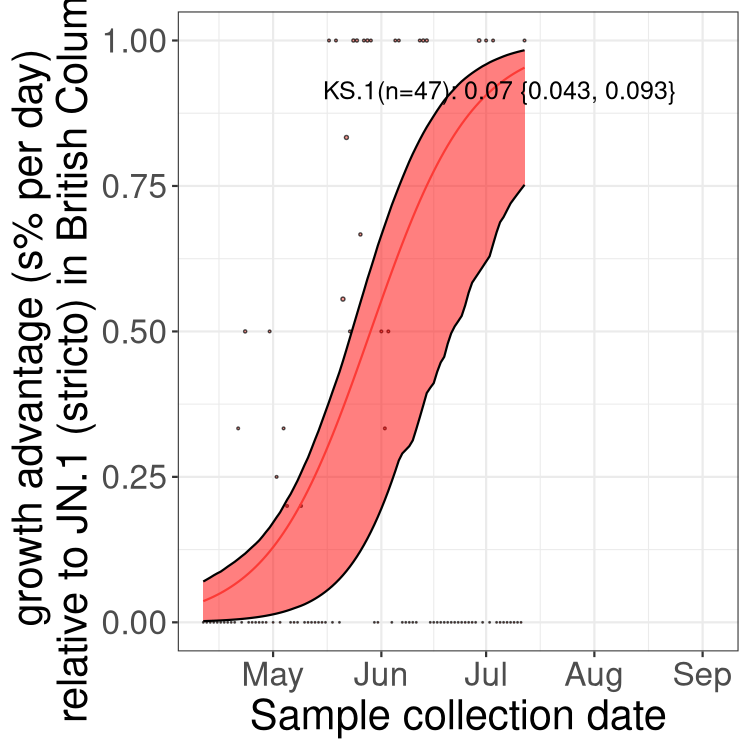 growth advantage (s% per day)
relative to JN.1 (stricto) in British Colum
1.00
0.75
0.50
0.25
0.00
KS.1(n=47): 0.07 {0.043, 0.093}
May Jun Jul Aug Sep
Sample collection date